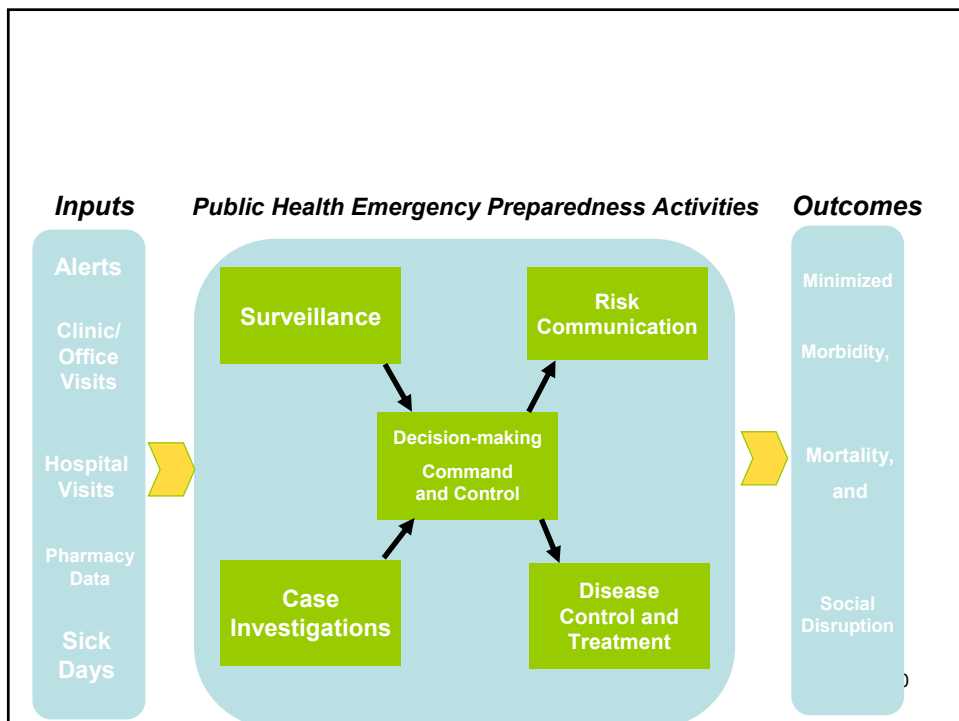 Inputs
Public Health Emergency Preparedness Activities
Outcomes
Alerts
Clinic/
Office
Visits
Hospital
Visits
Pharmacy
Data
Sick
Days
Surveillance
Risk
Communication
Decision-making
Command
and Control
Case
Investigations
Disease
Control and
Treatment
Minimized
Morbidity,
Mortality,
and
Social
Disruption